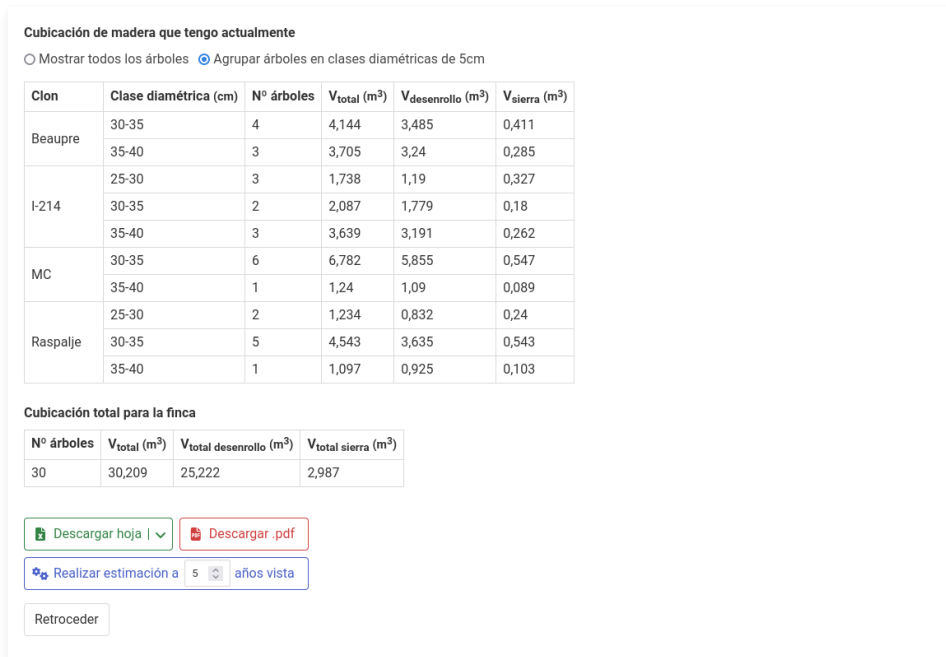 Cubicación de madera que tengo actualmente
Mostrar todos los árboles Agrupar árboles en clases diamétricas de 5cm
Clon Clase diamétrica (cm) Nº árboles Vtotal (m³) Vdesenrollo (m³) Vsierra (m³)
Beaupre 30-35 4 4,144 3,485 0,411
35-40 3 3,705 3,24 0,285
I-214 25-30 3 1,738 1,19 0,327
30-35 2 2,087 1,779 0,18
35-40 3 3,639 3,191 0,262
MC 30-35 6 6,782 5,855 0,547
35-40 1 1,24 1,09 0,089
Raspalje 25-30 2 1,234 0,832 0,24
30-35 5 4,543 3,635 0,543
35-40 1 1,097 0,925 0,103
Cubicación total para la finca
Nº árboles Vtotal (m³) Vtotal desenrollo (m³) Vtotal sierra (m³)
30 30,209 25,222 2,987
Descargar hoja | Descargar .pdf
Realizar estimación a 5 años vista
Retroceder